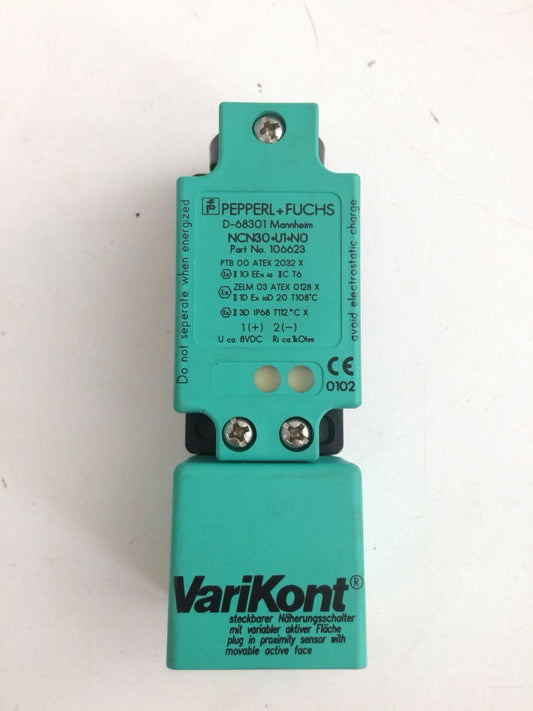 PEPPERL+FUCHS
D-68301 Mannheim
NCN30+U1+N0
Part No. 106623
PTB 00 ATEX 2032 X
Ex II 1G EEx ia IIC T6
ZELM 03 ATEX 0128 X
Ex II 1D Ex iaD 20 T108°C
Ex II 3D IP68 T112°C X
1(+) 2(-)
U ca. 8VDC Ri ca.1kOhm
Do not seperate when energized
avoid electrostatic charge
CE
0102
VariKont®
steckbarer Näherungsschalter
mit variabler aktiver Fläche
plug in proximity sensor with
movable active face